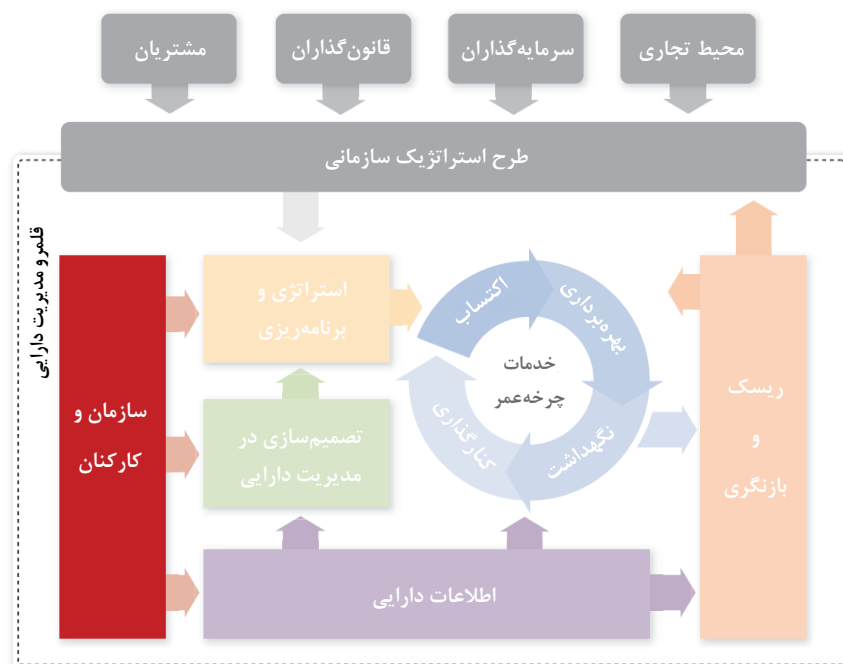 محیط تجاری
سرمایه‌گذاران
قانون‌گذاران
مشتریان
طرح استراتژیک سازمانی
قلمرو مدیریت دارایی
سازمان و
کارکنان
استراتژی و
برنامه‌ریزی
تصمیم‌سازی در
مدیریت دارایی
اکتساب
بهره‌برداری
نگهداشت
کنارگذاری
خدمات
چرخه‌عمر
ریسک
و
بازنگری
اطلاعات دارایی